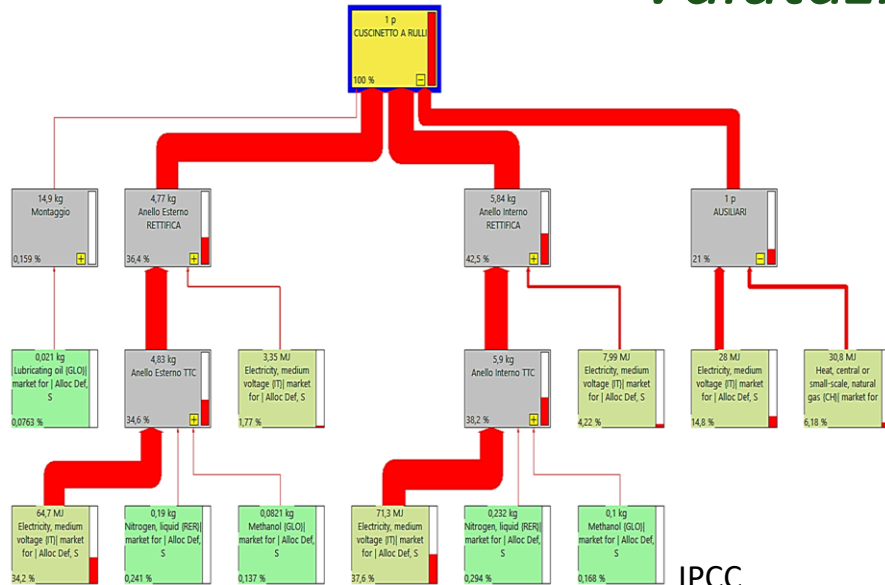 1 p
CUSCINETTO A RULLI
100 %
14,9 kg
Montaggio
0,159 %
4,77 kg
Anello Esterno
RETTIFICA
36,4 %
5,84 kg
Anello Interno
RETTIFICA
42,5 %
1 p
AUSILIARI
21 %
0,021 kg
Lubricating oil {GLO}|
market for | Alloc Def,
S
0,0763 %
4,83 kg
Anello Esterno TTC
34,6 %
3,35 MJ
Electricity, medium
voltage {IT}| market
for | Alloc Def, S
1,77 %
5,9 kg
Anello Interno TTC
38,2 %
7,99 MJ
Electricity, medium
voltage {IT}| market
for | Alloc Def, S
4,22 %
28 MJ
Electricity, medium
voltage {IT}| market
for | Alloc Def, S
14,8 %
30,8 MJ
Heat, central or
small-scale, natural
gas {CH}| market for
6,18 %
64,7 MJ
Electricity, medium
voltage {IT}| market
for | Alloc Def, S
34,2 %
0,19 kg
Nitrogen, liquid {RER}|
market for | Alloc Def,
S
0,241 %
0,0821 kg
Methanol {GLO}|
market for | Alloc Def,
S
0,137 %
71,3 MJ
Electricity, medium
voltage {IT}| market
for | Alloc Def, S
37,6 %
0,232 kg
Nitrogen, liquid {RER}|
market for | Alloc Def,
S
0,294 %
0,1 kg
Methanol {GLO}|
market for | Alloc Def,
S
0,168 %
IPCC